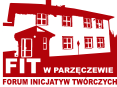 FIT
W PARZĘCZEWIE
FORUM INICJATYW TWÓRCZYCH